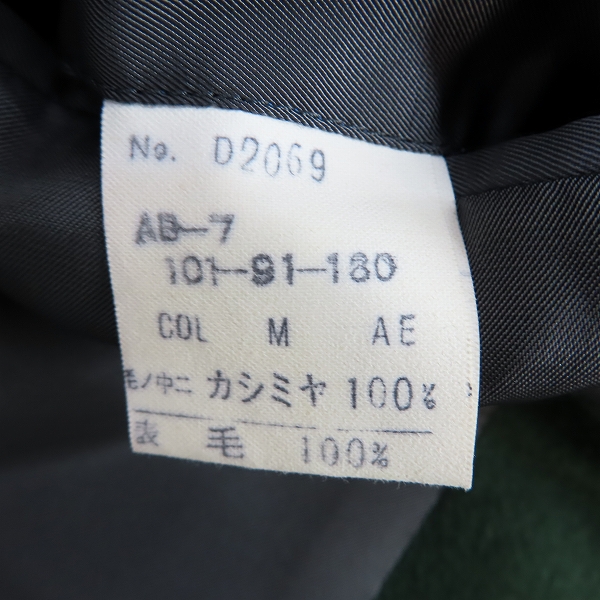 No. D2069
AB-7
101-91-180
COL M AE
毛ノ中ニ カシミヤ 100%
表 毛 100%